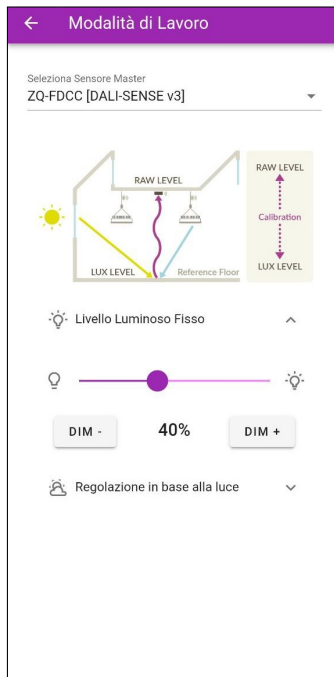 Modalità di Lavoro
Seleziona Sensore Master
ZQ-FDCC [DALI-SENSE v3]
RAW LEVEL
LUX LEVEL
Reference Floor
RAW LEVEL
Calibration
LUX LEVEL
Livello Luminoso Fisso
DIM -
40%
DIM +
Regolazione in base alla luce